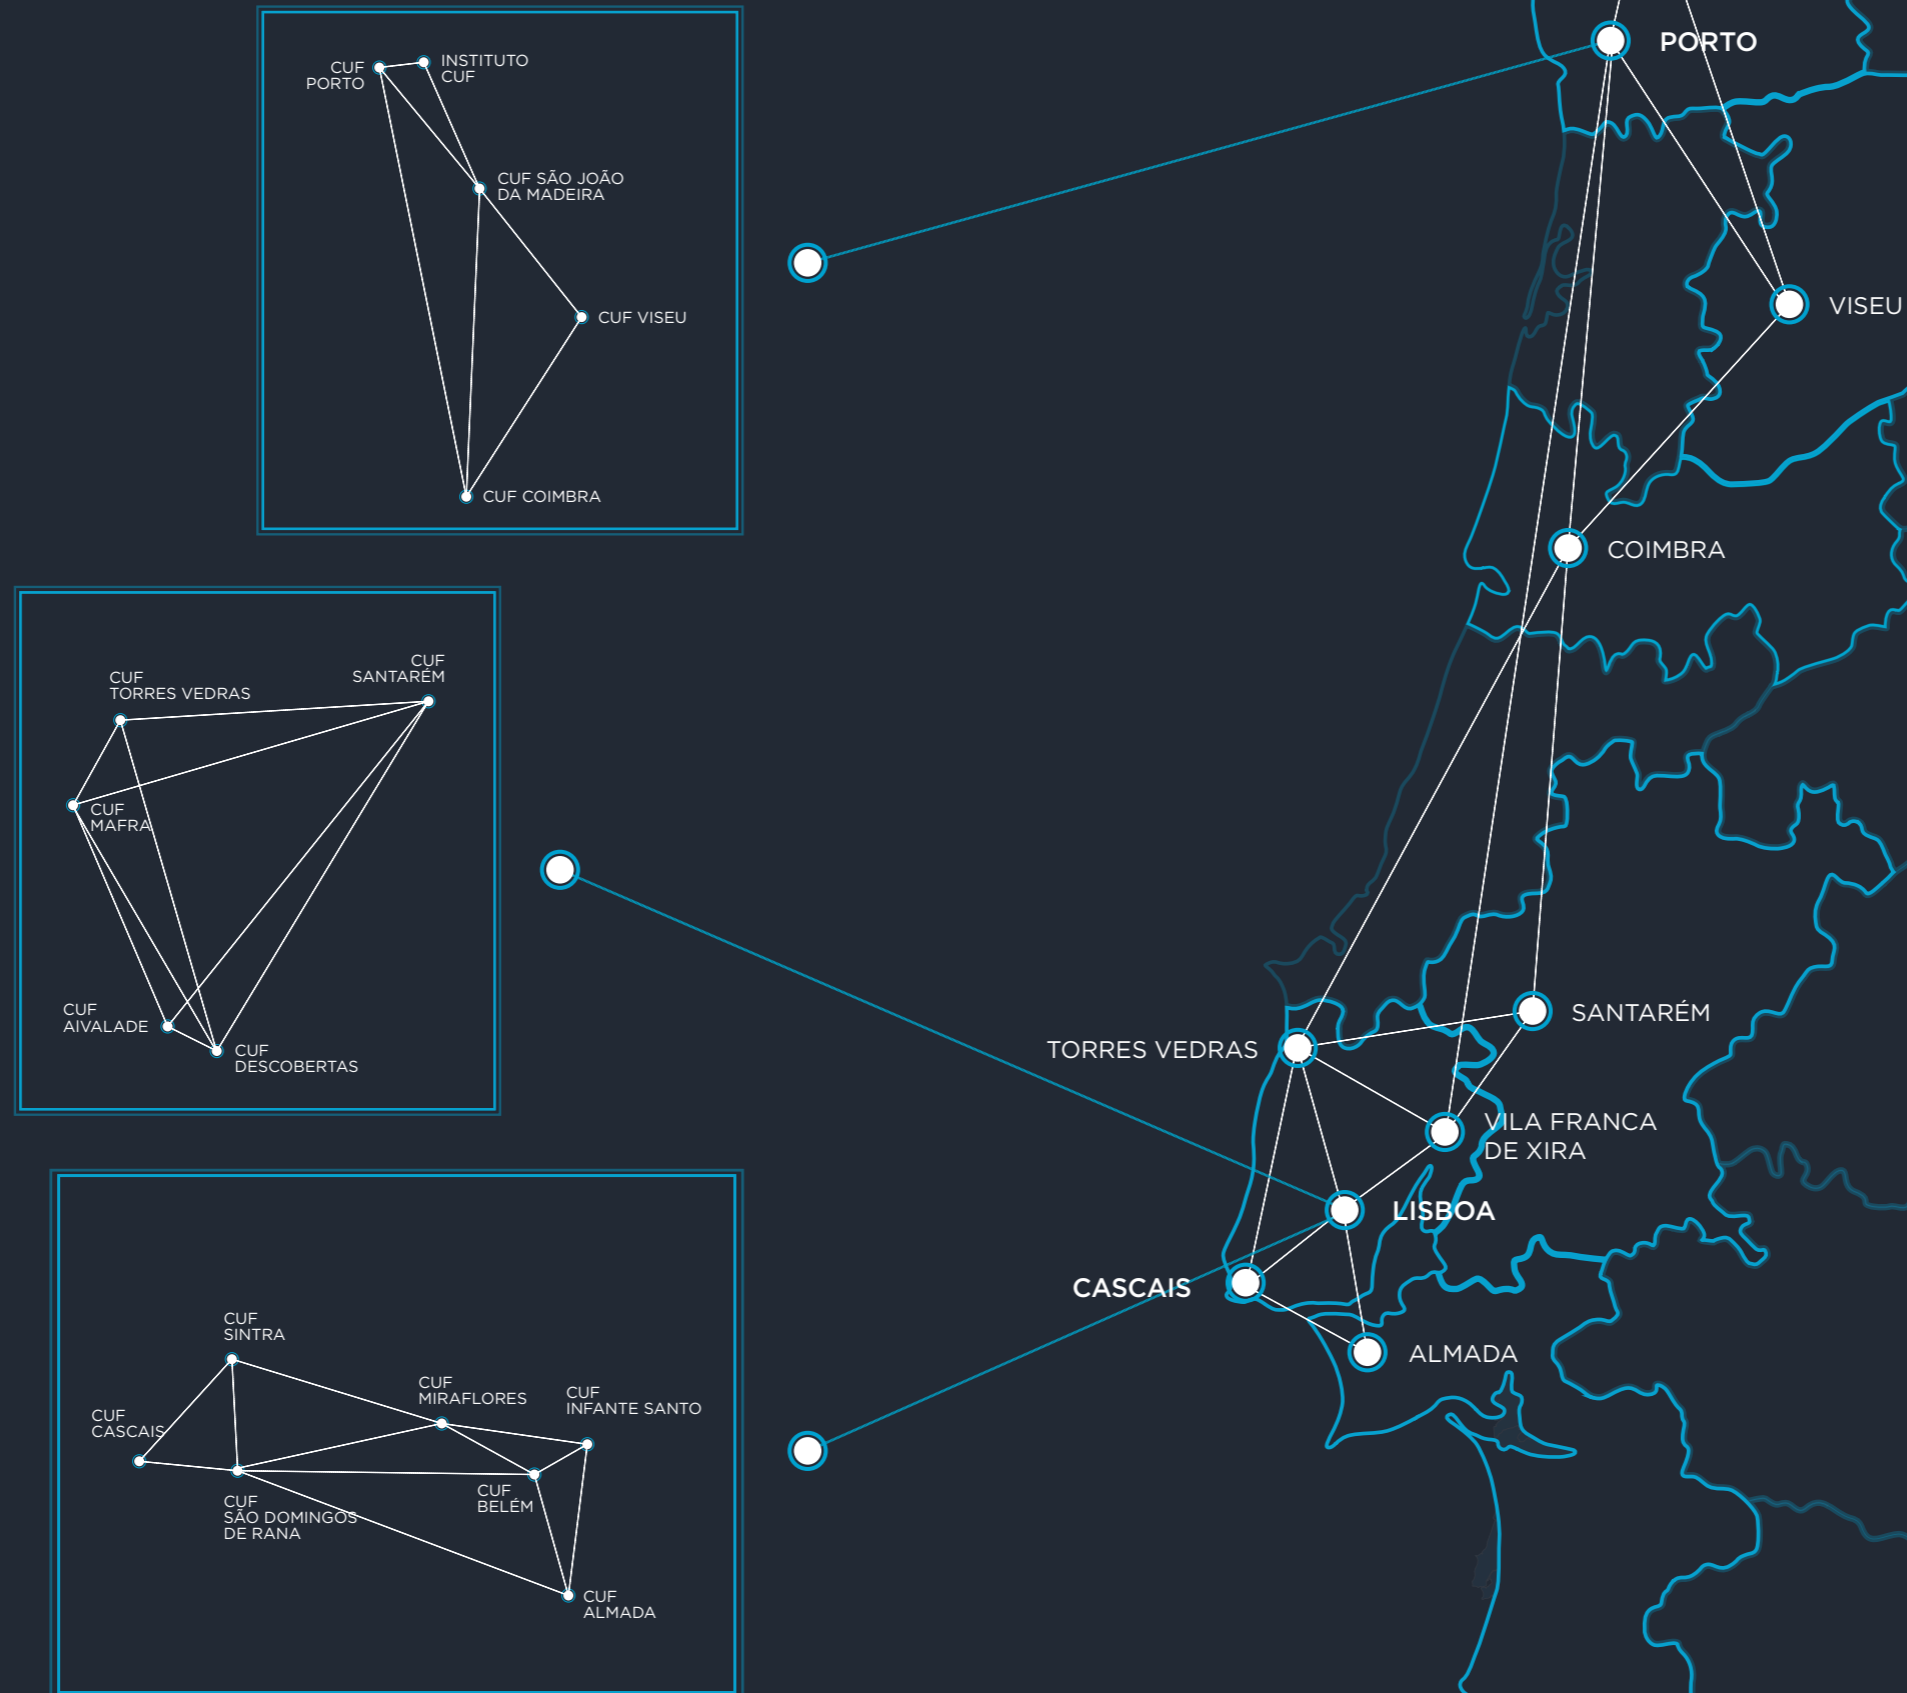 CUF
PORTO
INSTITUTO
CUF
CUF SÃO JOÃO
DA MADEIRA
CUF VISEU
CUF COIMBRA
CUF
TORRES VEDRAS
CUF
SANTARÉM
CUF
MAFRA
CUF
AIVALADE
CUF
DESCOBERTAS
CUF
SINTRA
CUF
CASCAIS
CUF
MIRAFLORES
CUF
INFANTE SANTO
CUF
SÃO DOMINGOS
DE RANA
CUF
BELÉM
CUF
ALMADA
PORTO
VISEU
COIMBRA
SANTARÉM
TORRES VEDRAS
VILA FRANCA
DE XIRA
LISBOA
CASCAIS
ALMADA